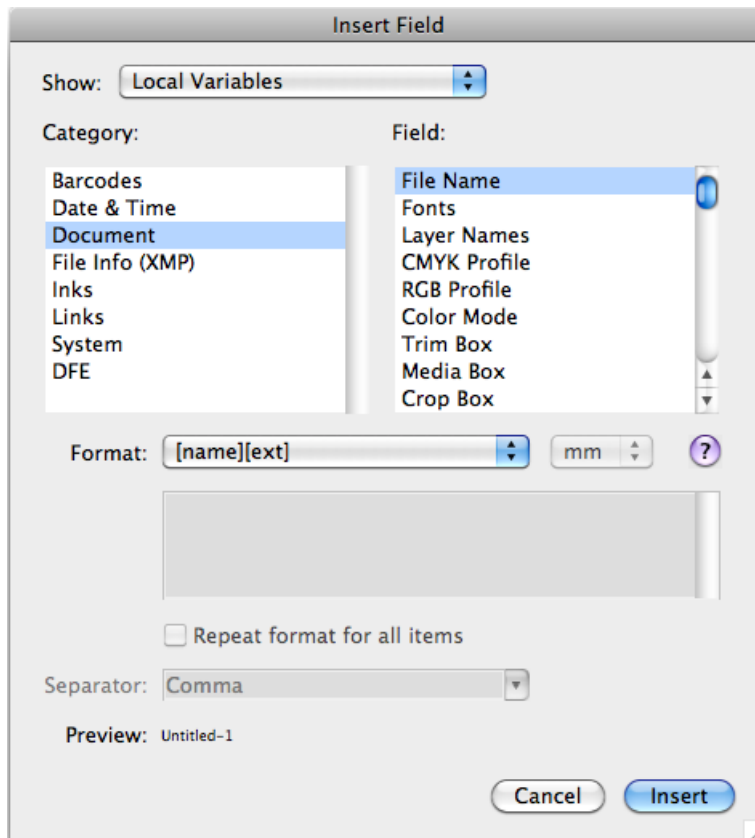 Insert Field
Show: Local Variables
Category: Field:
Barcodes
Date & Time
Document
File Info (XMP)
Inks
Links
System
DFE
File Name
Fonts
Layer Names
CMYK Profile
RGB Profile
Color Mode
Trim Box
Media Box
Crop Box
Format: [name][ext] mm ?
Repeat format for all items
Separator: Comma
Preview: Untitled-1
Cancel Insert